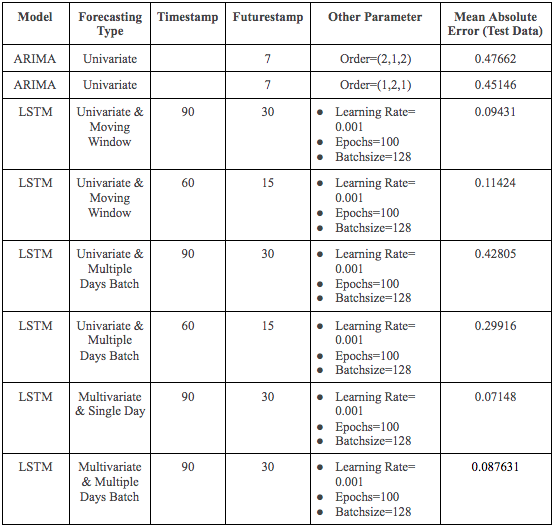 Model Forecasting Type Timestamp Futurestamp Other Parameter Mean Absolute Error (Test Data)
ARIMA Univariate 7 Order=(2,1,2) 0.47662
ARIMA Univariate 7 Order=(1,2,1) 0.45146
LSTM Univariate & 90 30 ● Learning Rate= 0.09431
Moving 0.001
Window ● Epochs=100
● Batchsize=128
LSTM Univariate & 60 15 ● Learning Rate= 0.11424
Moving 0.001
Window ● Epochs=100
● Batchsize=128
LSTM Univariate & 90 30 ● Learning Rate= 0.42805
Multiple 0.001
Days Batch ● Epochs=100
● Batchsize=128
LSTM Univariate & 60 15 ● Learning Rate= 0.29916
Multiple 0.001
Days Batch ● Epochs=100
● Batchsize=128
LSTM Multivariate 90 30 ● Learning Rate= 0.07148
& Single Day 0.001
● Epochs=100
● Batchsize=128
LSTM Multivariate 90 30 ● Learning Rate= 0.087631
& Multiple 0.001
Days Batch ● Epochs=100
● Batchsize=128